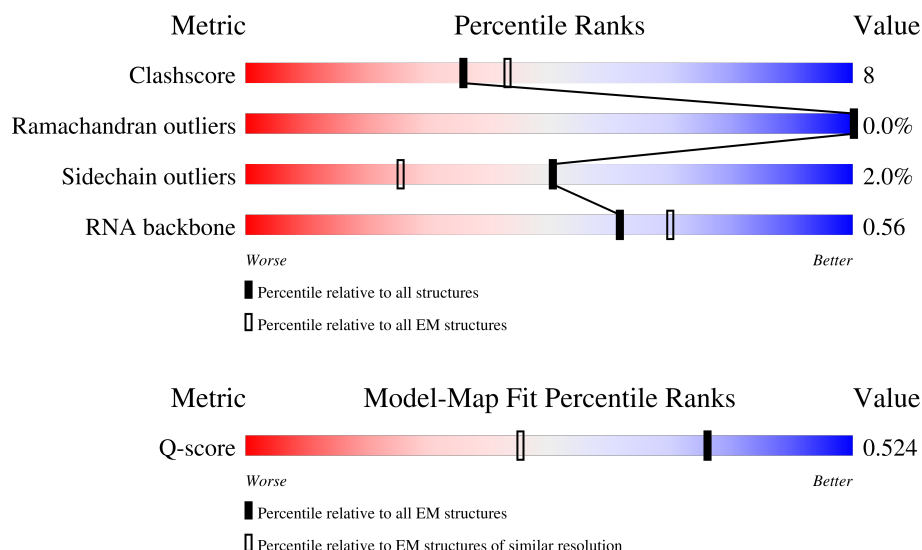 Metric Percentile Ranks Value
Clashscore 8
Ramachandran outliers 0.0%
Sidechain outliers 2.0%
RNA backbone 0.56
Worse Better
Percentile relative to all structures
Percentile relative to all EM structures
Metric Model-Map Fit Percentile Ranks Value
Q-score 0.524
Worse Better
Percentile relative to all EM structures
Percentile relative to EM structures of similar resolution